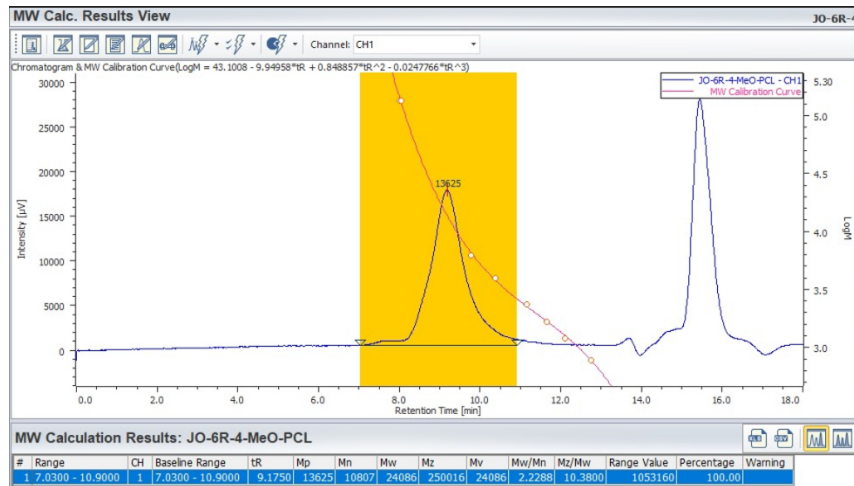 MW Calc. Results View JO-6R-4
Channel: CH1
Chromatogram & MW Calibration Curve(LogM = 43.1008 - 9.94958*tR + 0.848857*tR^2 - 0.0247766*tR^3)
JO-6R-4-MeO-PCL - CH1
MW Calibration Curve
30000
25000
20000
15000
10000
5000
0
Intensity [µV]
13625
5.30
5.0
4.5
4.0
3.5
3.0
LogM
0.0 2.0 4.0 6.0 8.0 10.0 12.0 14.0 16.0 18.0
Retention Time [min]
MW Calculation Results: JO-6R-4-MeO-PCL
# Range CH Baseline Range tR Mp Mn Mw Mz Mv Mw/Mn Mz/Mw Range Value Percentage Warning
1 7.0300 - 10.9000 1 7.0300 - 10.9000 9.1750 13625 10807 24086 250016 24086 2.2288 10.3800 1053160 100.00